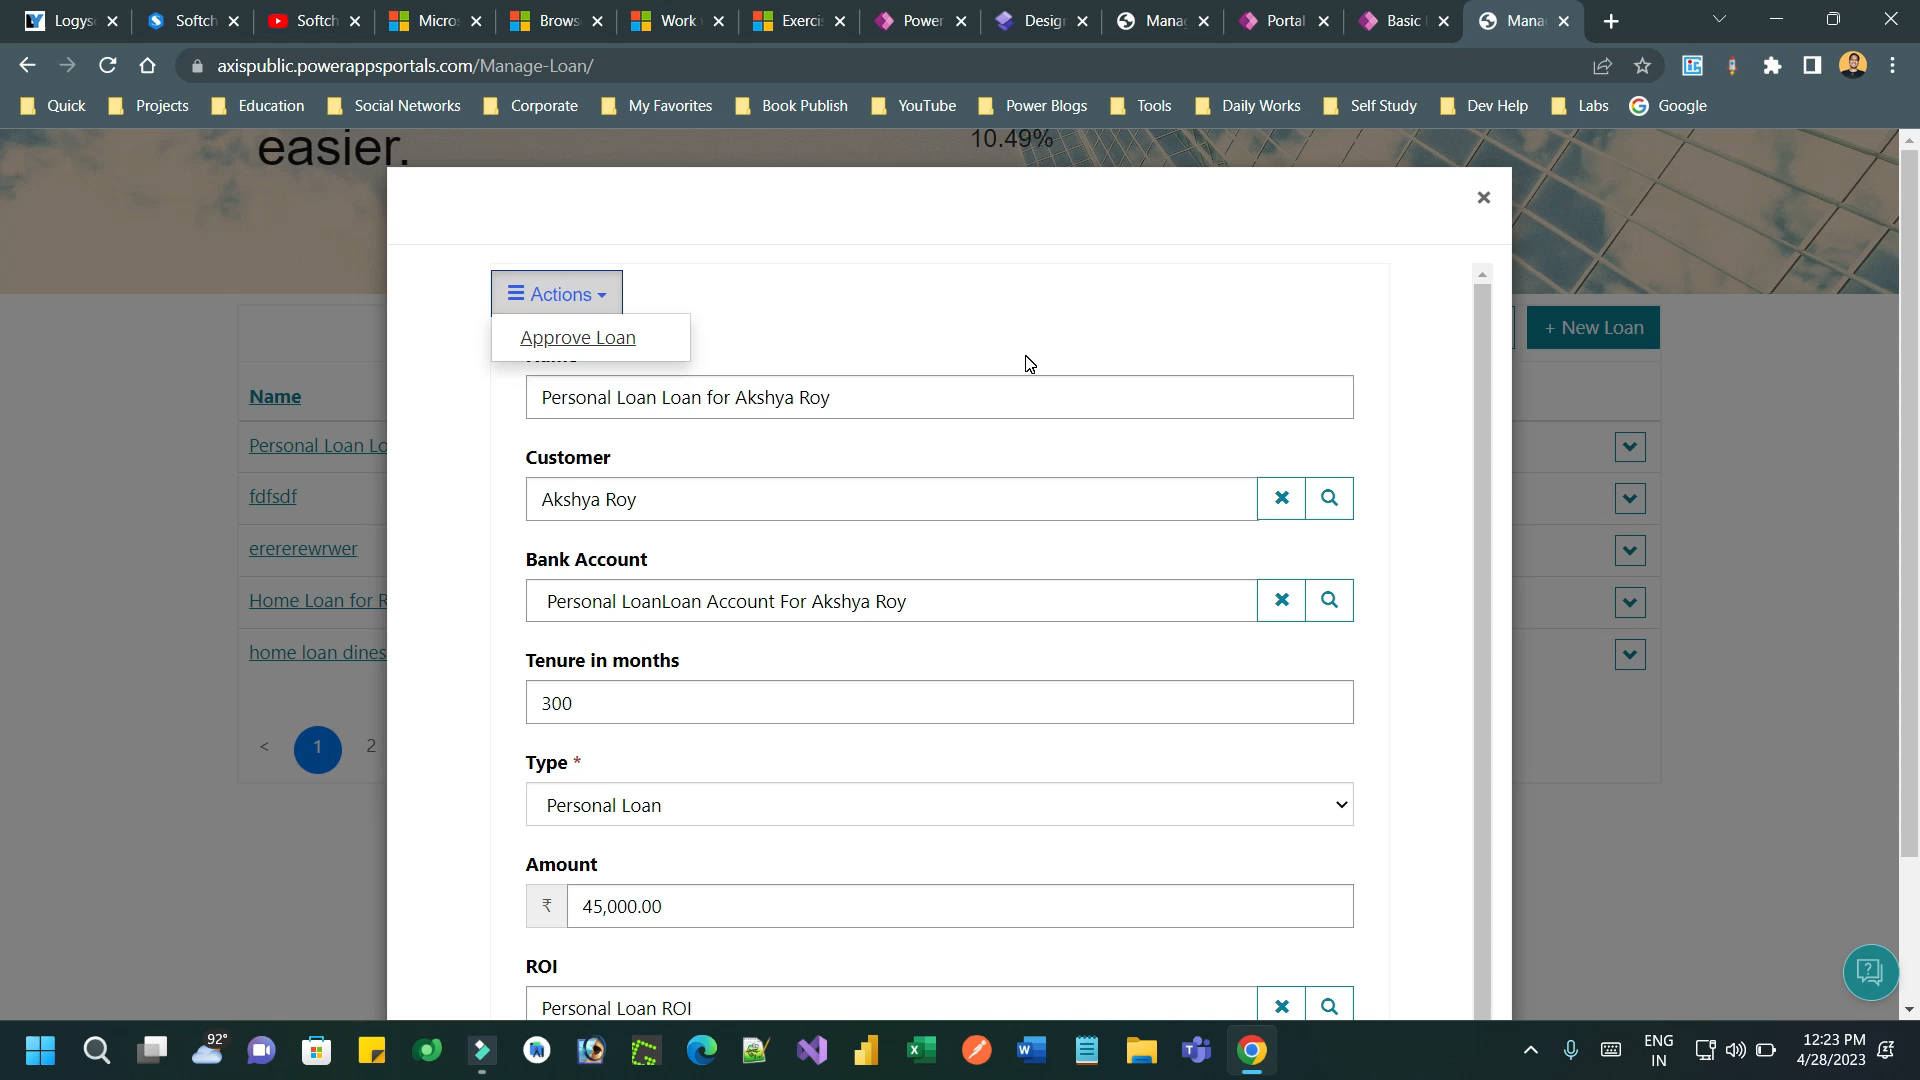 Logys
Softch
Softch
Micro
Brows
Work
Exerci
Power
Desig
Mana
Portal
Basic
Mana
axispublic.powerappsportals.com/Manage-Loan/
Quick Projects Education Social Networks Corporate My Favorites Book Publish YouTube Power Blogs Tools Daily Works Self Study Dev Help Labs Google
easier.
10.49%
×
Actions
Approve Loan
+ New Loan
Name
Personal Loan Lo
fdfsdf
erererewrwer
Home Loan for R
home loan dines
< 1 2
Personal Loan Loan for Akshya Roy
Customer
Akshya Roy
Bank Account
Personal LoanLoan Account For Akshya Roy
Tenure in months
300
Type *
Personal Loan
Amount
₹ 45,000.00
ROI
Personal Loan ROI
92°
ENG
IN
12:23 PM
4/28/2023